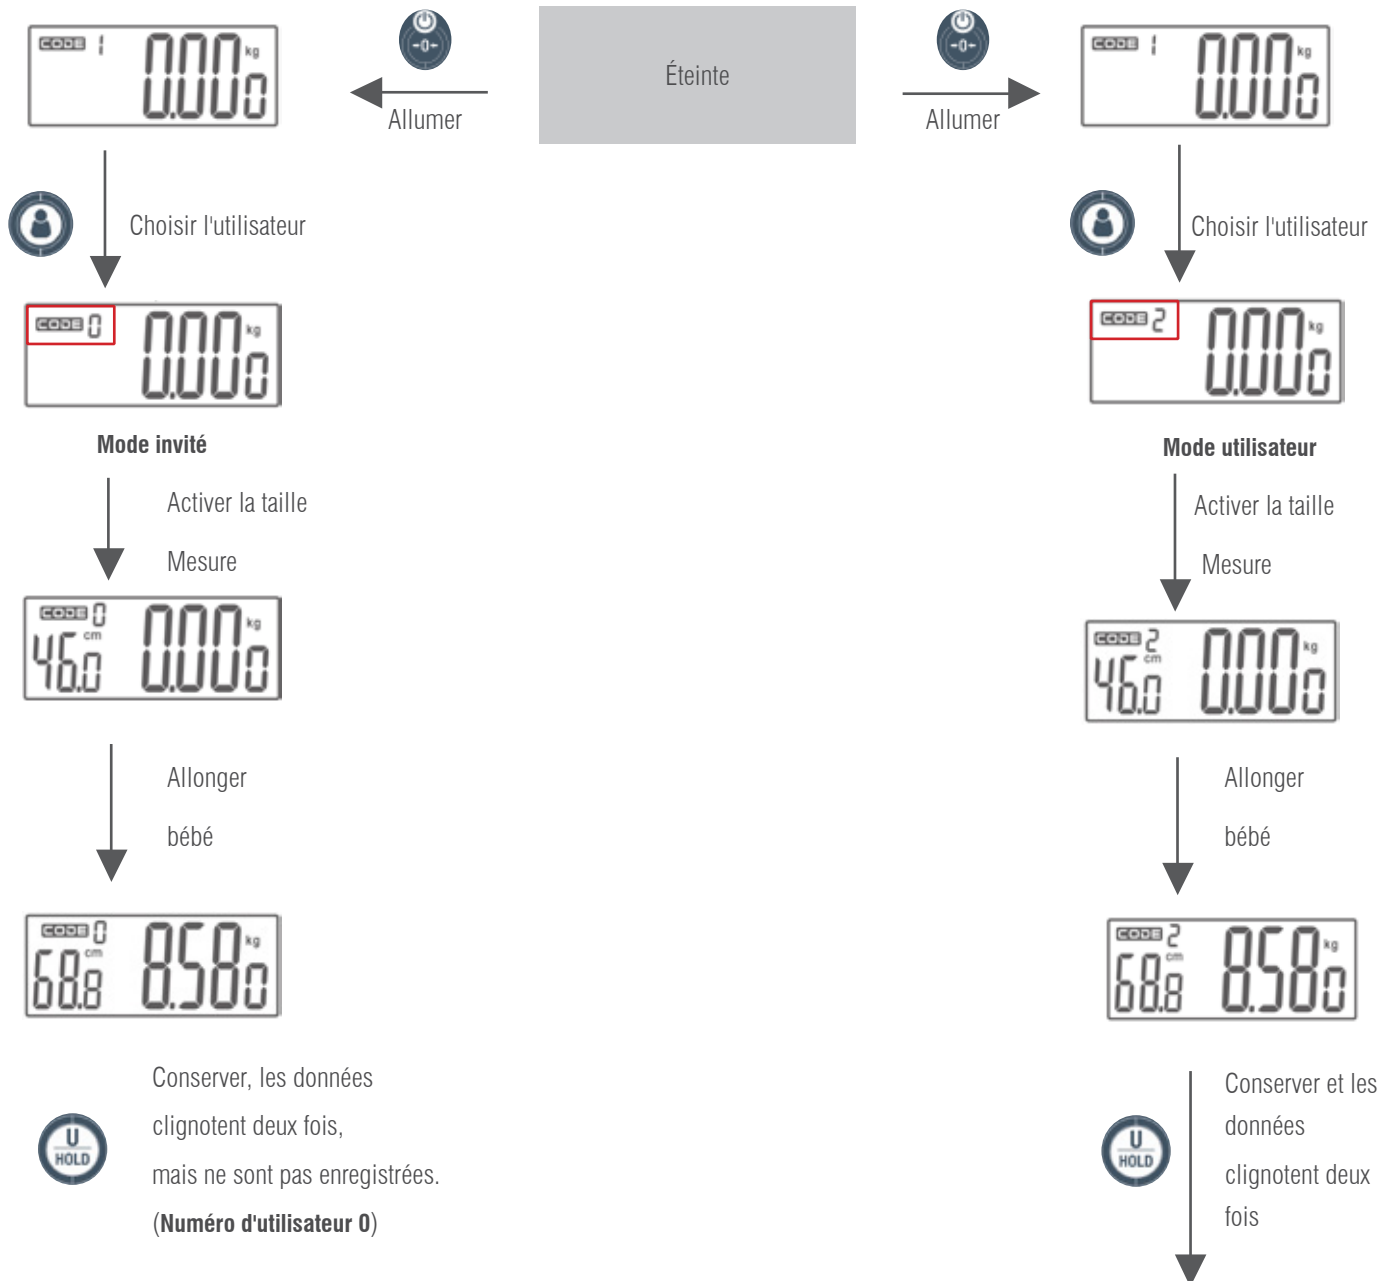 CODE 1 0.000 kg
-0-
Allumer
Éteinte
-0-
Allumer
CODE 1 0.000 kg
Choisir l'utilisateur
Choisir l'utilisateur
CODE 0 0.000 kg
CODE 2 0.000 kg
Mode invité
Mode utilisateur
Activer la taille
Mesure
Activer la taille
Mesure
CODE 0
46.0 cm 0.000 kg
CODE 2
46.0 cm 0.000 kg
Allonger
bébé
Allonger
bébé
CODE 0
68.8 cm 8.580 kg
CODE 2
68.8 cm 8.580 kg
U
HOLD
Conserver, les données
clignotent deux fois,
mais ne sont pas enregistrées.
(Numéro d'utilisateur 0)
U
HOLD
Conserver et les
données
clignotent deux
fois